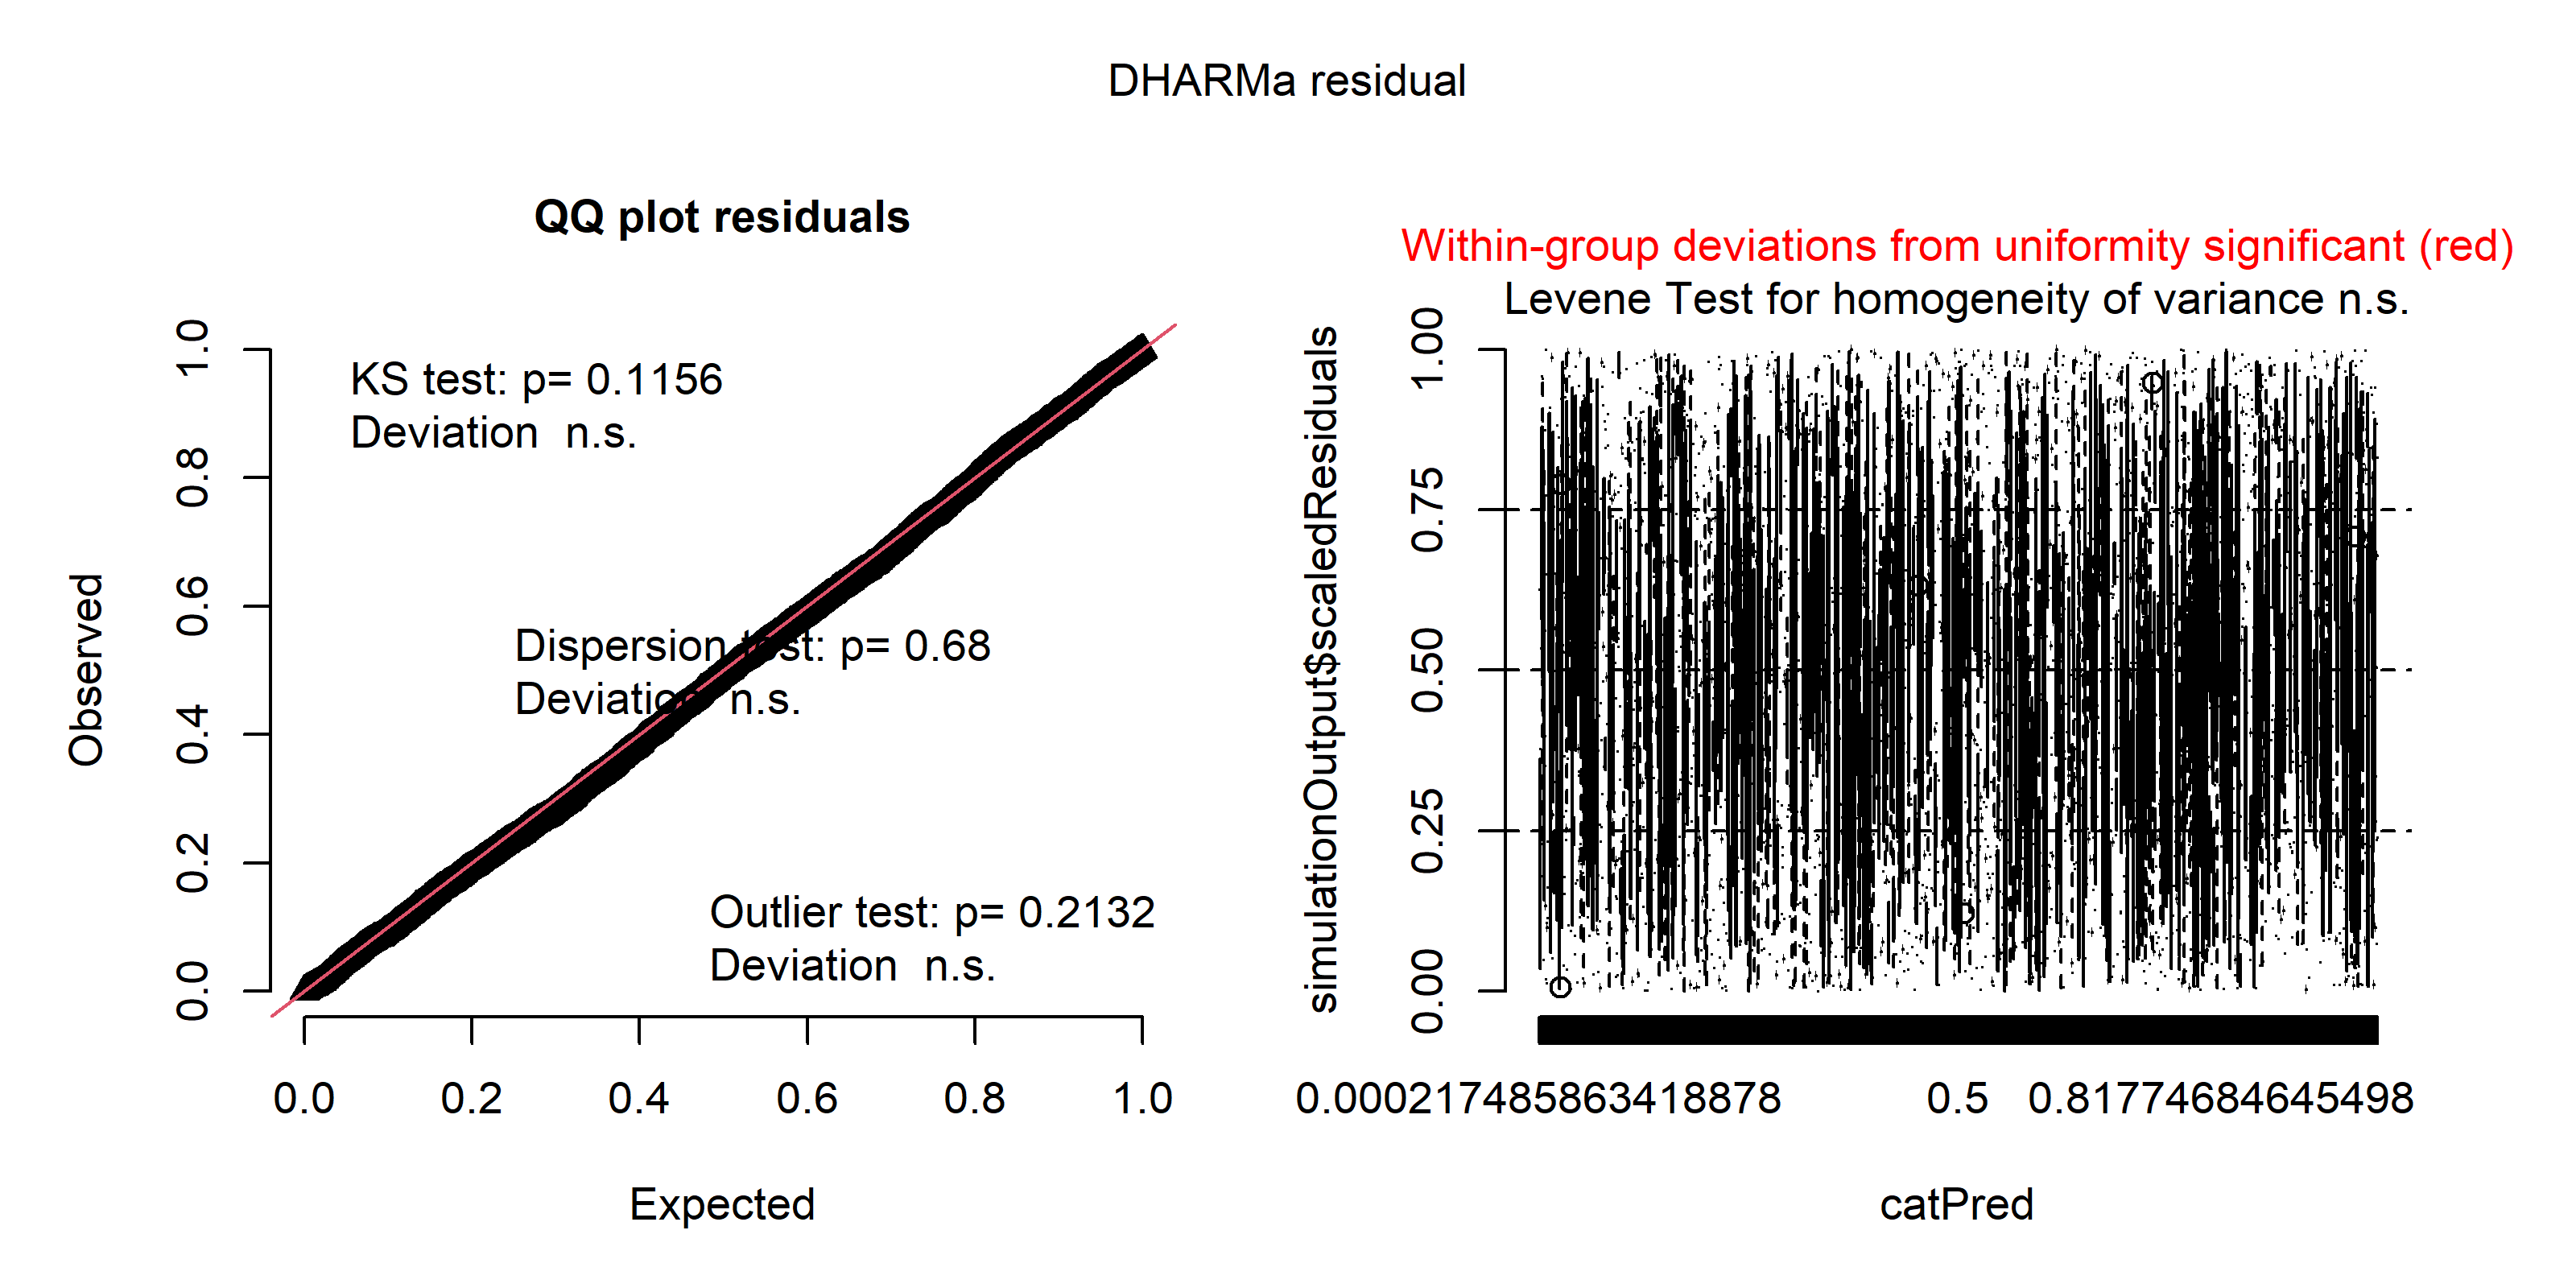 DHARMa residual
QQ plot residuals
KS test: p= 0.1156
Deviation  n.s.
Dispersion test: p= 0.68
Deviation  n.s.
Outlier test: p= 0.2132
Deviation  n.s.
Observed
0.0 0.2 0.4 0.6 0.8 1.0
0.0 0.2 0.4 0.6 0.8 1.0
Expected
Within-group deviations from uniformity significant (red)
Levene Test for homogeneity of variance n.s.
simulationOutput$scaledResiduals
0.00 0.25 0.50 0.75 1.00
0.000217485863418878 0.5 0.81774684645498
catPred